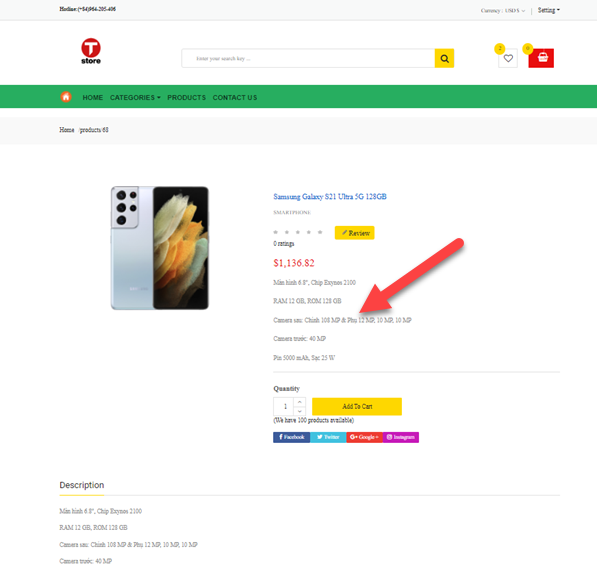 Hotline:(+84)964-205-406
Currency : USD $
Setting
T
store
Enter your search key ...
2
0
HOME
CATEGORIES
PRODUCTS
CONTACT US
Home
products 68
Samsung Galaxy S21 Ultra 5G 128GB
SMARTPHONE
Review
0 ratings
$1,136.82
Màn hình 6.8", Chip Exynos 2100
RAM 12 GB, ROM 128 GB
Camera sau: Chính 108 MP & Phụ 12 MP, 10 MP, 10 MP
Camera trước: 40 MP
Pin 5000 mAh, Sạc 25 W
Quantity
1
Add To Cart
(We have 100 products available)
Facebook
Twitter
Google +
Instagram
Description
Màn hình 6.8", Chip Exynos 2100
RAM 12 GB, ROM 128 GB
Camera sau: Chính 108 MP & Phụ 12 MP, 10 MP, 10 MP
Camera trước: 40 MP